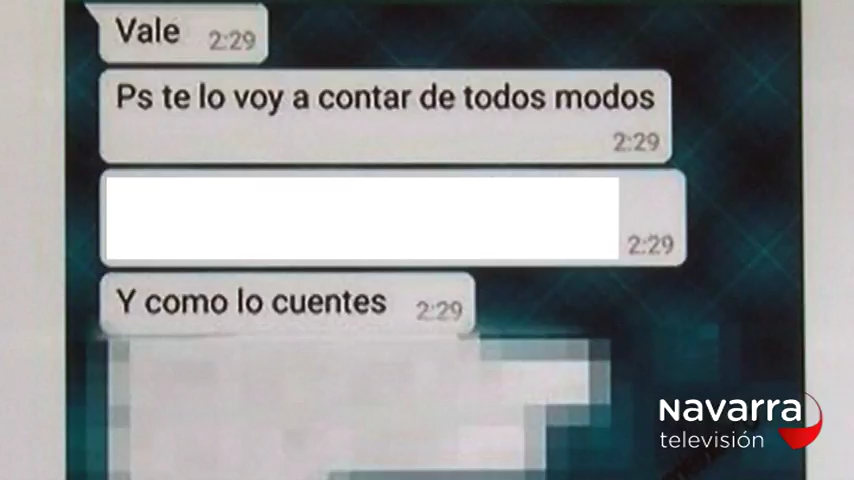 Vale 2:29
Ps te lo voy a contar de todos modos
2:29
2:29
Y como lo cuentes 2:29
Navarra
televisión